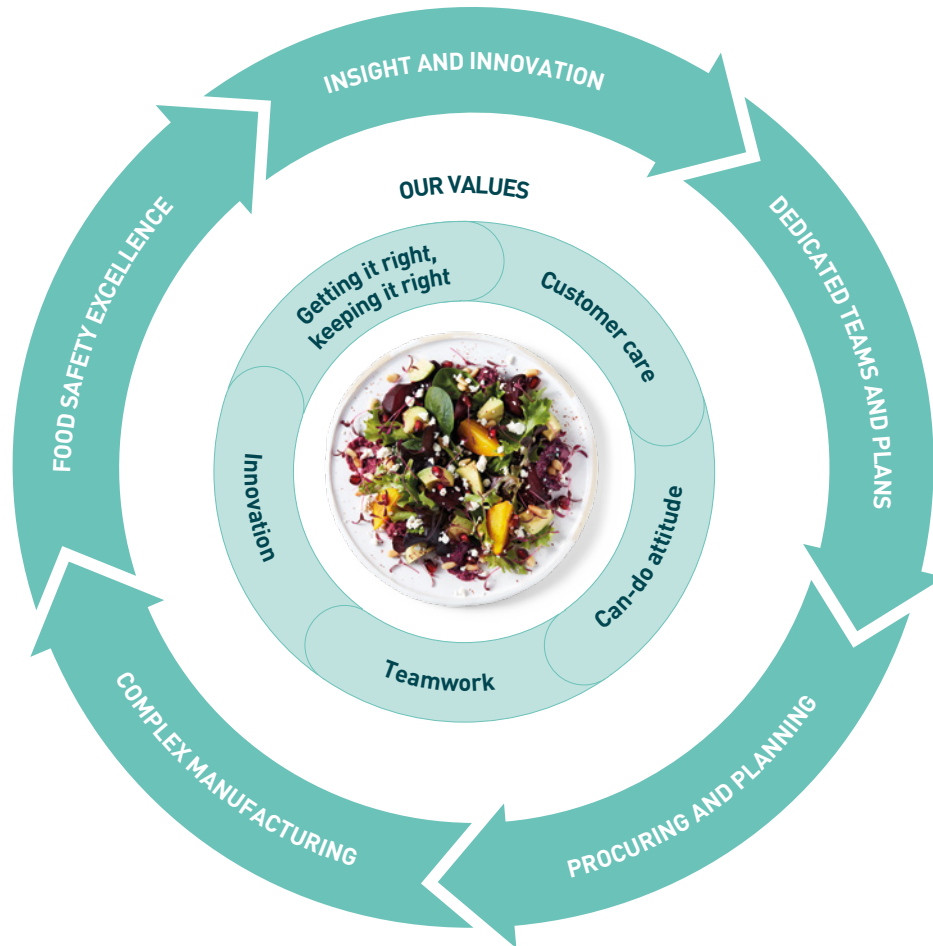 INSIGHT AND INNOVATION
DEDICATED TEAMS AND PLANS
PROCURING AND PLANNING
COMPLEX MANUFACTURING
FOOD SAFETY EXCELLENCE
OUR VALUES
Getting it right,
keeping it right
Customer care
Can-do attitude
Teamwork
Innovation